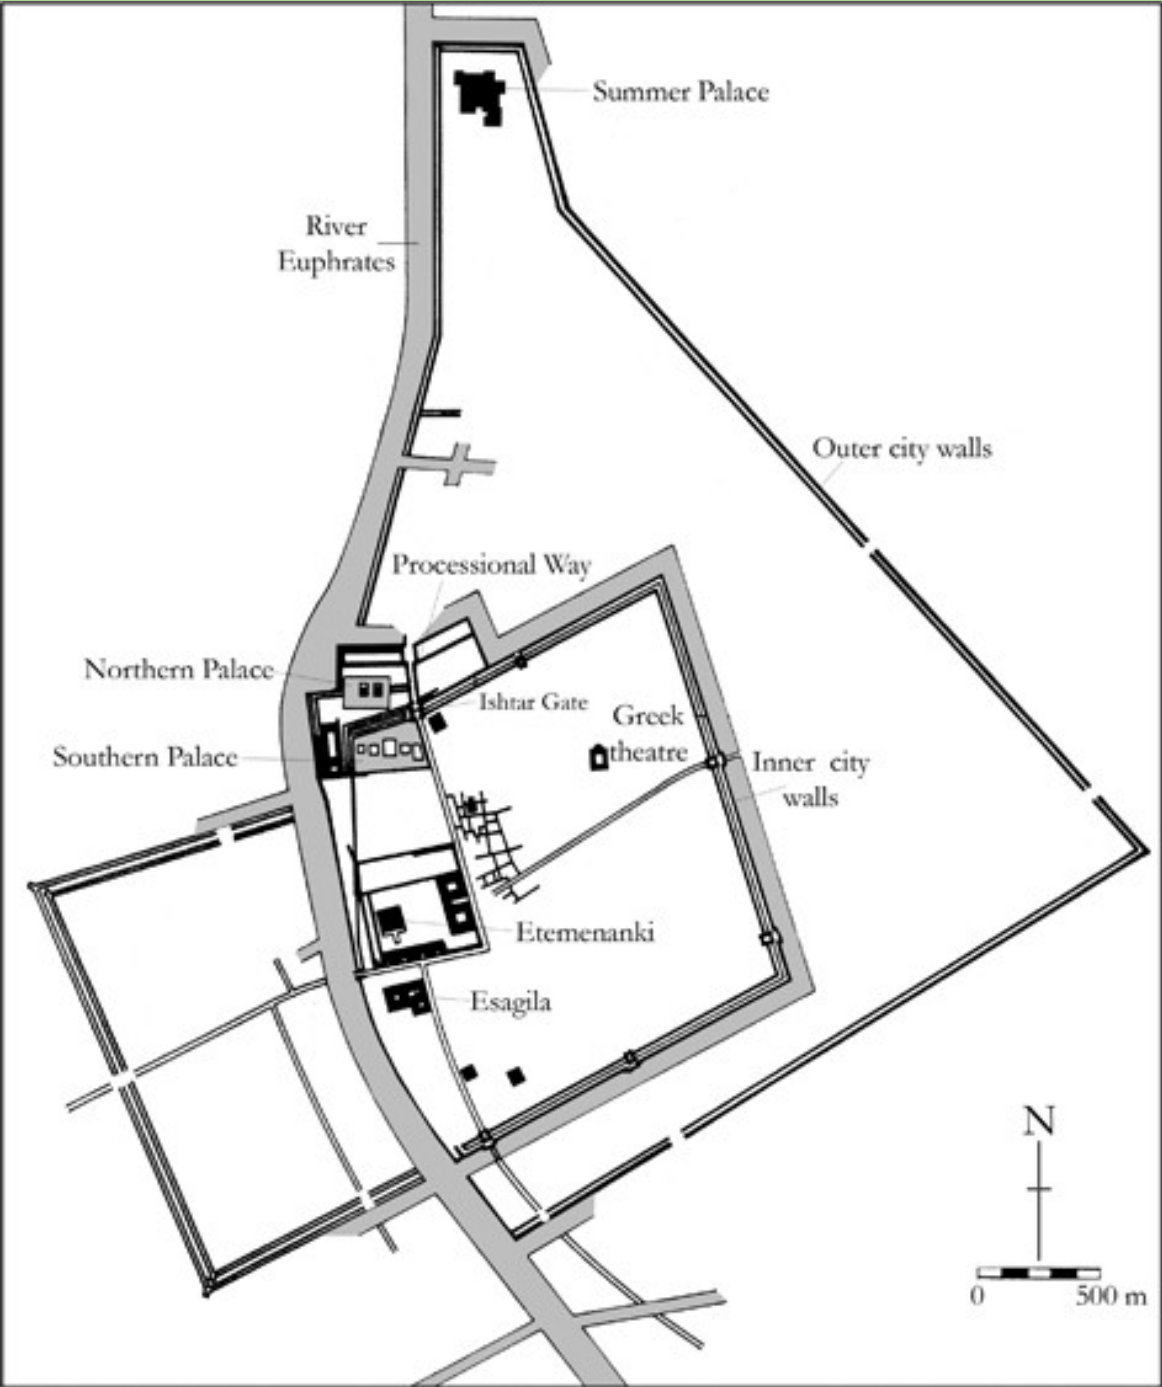 Summer Palace
River
Euphrates
Outer city walls
Processional Way
Northern Palace
Ishtar Gate
Greek
theatre
Southern Palace
Inner city
walls
Etemenanki
Esagila
N
0 500 m